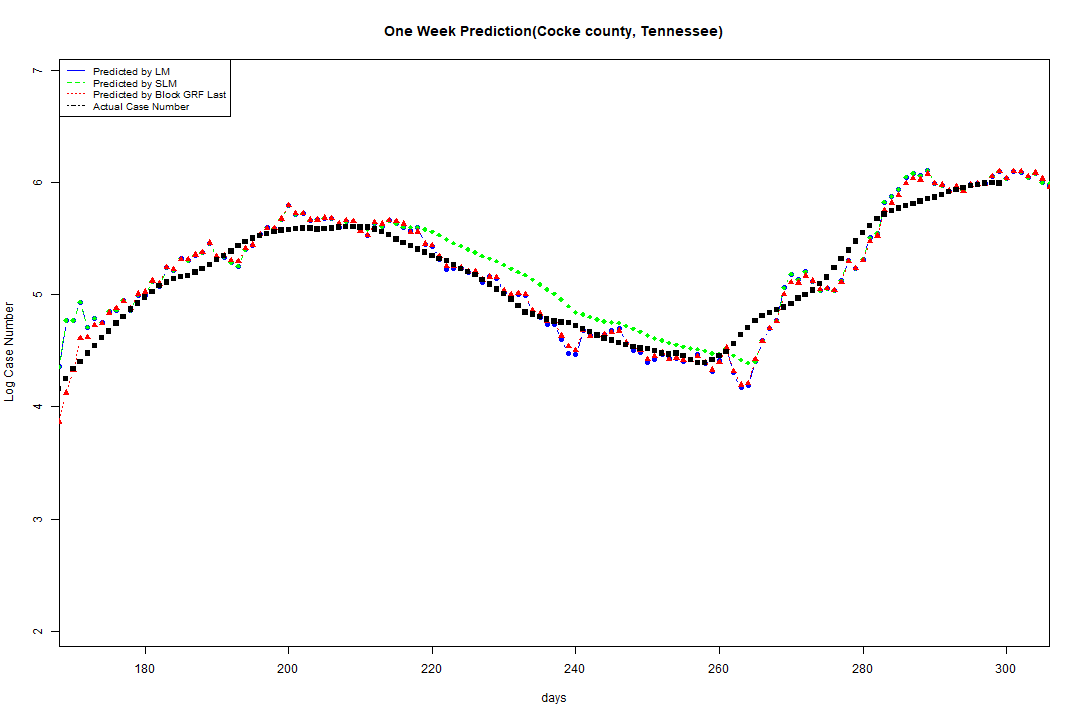 One Week Prediction(Cocke county, Tennessee)
Predicted by LM
Predicted by SLM
Predicted by Block GRF Last
Actual Case Number
7
6
5
4
3
2
Log Case Number
180 200 220 240 260 280 300
days